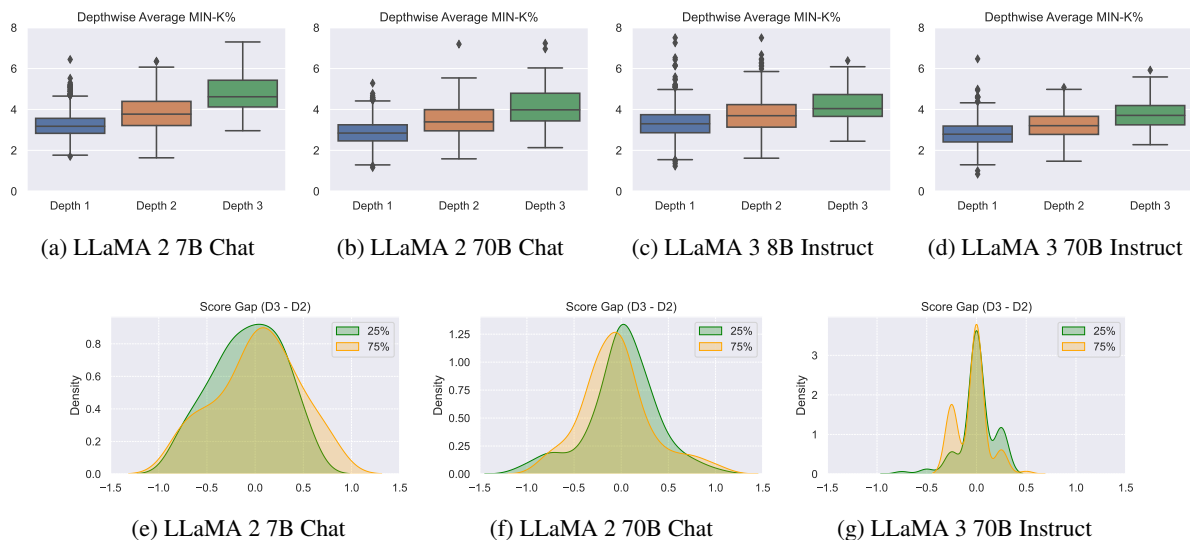 Depthwise Average MIN-K%
8
6
4
2
0
Depth 1 Depth 2 Depth 3
(a) LLaMA 2 7B Chat
Depthwise Average MIN-K%
8
6
4
2
0
Depth 1 Depth 2 Depth 3
(b) LLaMA 2 70B Chat
Depthwise Average MIN-K%
8
6
4
2
0
Depth 1 Depth 2 Depth 3
(c) LLaMA 3 8B Instruct
Depthwise Average MIN-K%
8
6
4
2
0
Depth 1 Depth 2 Depth 3
(d) LLaMA 3 70B Instruct
Score Gap (D3 - D2)
25%
75%
Density
0.8
0.6
0.4
0.2
0.0
−1.5 −1.0 −0.5 0.0 0.5 1.0 1.5
(e) LLaMA 2 7B Chat
Score Gap (D3 - D2)
25%
75%
Density
1.25
1.00
0.75
0.50
0.25
0.00
−1.5 −1.0 −0.5 0.0 0.5 1.0 1.5
(f) LLaMA 2 70B Chat
Score Gap (D3 - D2)
25%
75%
Density
3
2
1
0
−1.5 −1.0 −0.5 0.0 0.5 1.0 1.5
(g) LLaMA 3 70B Instruct